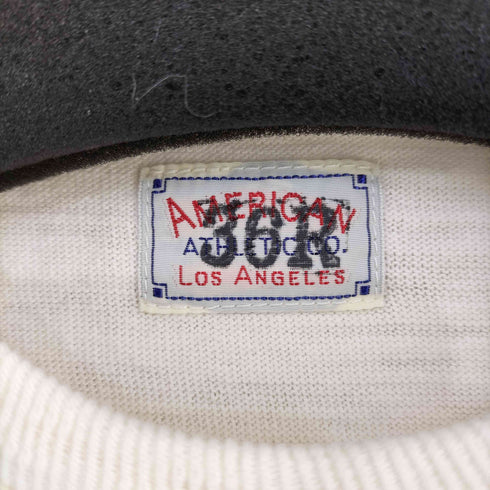 AMERICAN
ATHLETIC CO.
36R
LOS ANGELES